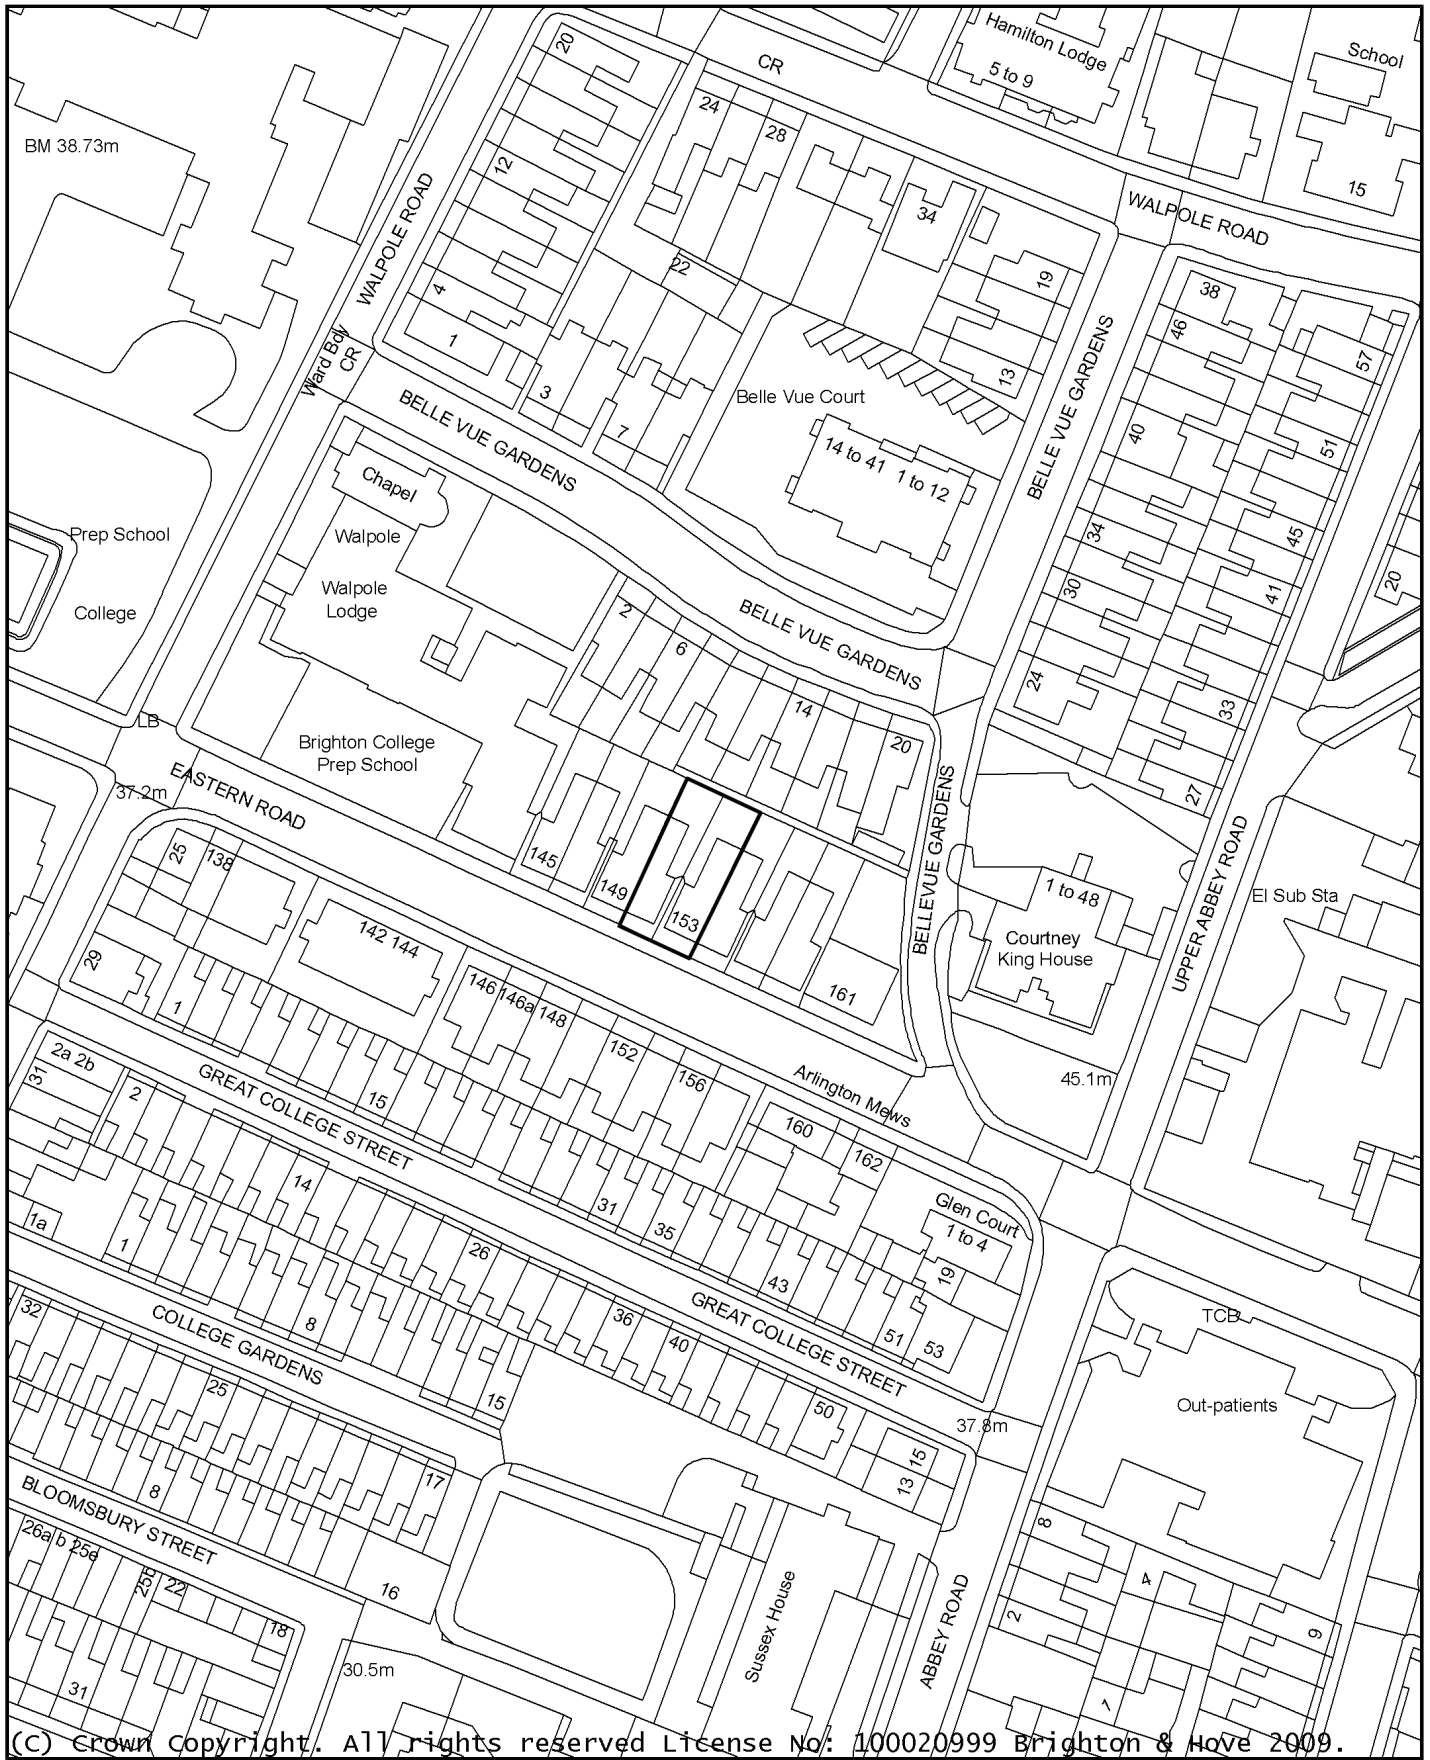 20
CR
Hamilton Lodge
5 to 9
School
24
28
BM 38.73m
12
15
WALPOLE ROAD
WALPOLE ROAD
34
22
19
4
38
46
1
Ward Bdy
CR
57
3
13
BELLE VUE GARDENS
Belle Vue Court
BELLE VUE GARDENS
7
40
51
14 to 41
1 to 12
Chapel
Walpole
Prep School
34
45
Walpole
Lodge
30
41
20
College
2
BELLE VUE GARDENS
6
24
14
33
LB
20
Brighton College
Prep School
37.2m
EASTERN ROAD
27
BELLEVUE GARDENS
UPPER ABBEY ROAD
25
138
145
149
153
1 to 48
El Sub Sta
142 144
Courtney
King House
29
1
146
146a
148
161
152
156
45.1m
2a 2b
31
2
GREAT COLLEGE STREET
15
Arlington Mews
160
162
14
31
35
Glen Court
1 to 4
1a
1
26
43
19
32
COLLEGE GARDENS
8
36
40
GREAT COLLEGE STREET
51
53
TCB
25
15
50
37.8m
Out-patients
15
13
17
8
BLOOMSBURY STREET
26a
b
25e
25b
22
18
16
8
4
2
9
Sussex House
ABBEY ROAD
30.5m
31
7
(C) Crown Copyright. All rights reserved License No: 100020999 Brighton & Hove 2009.